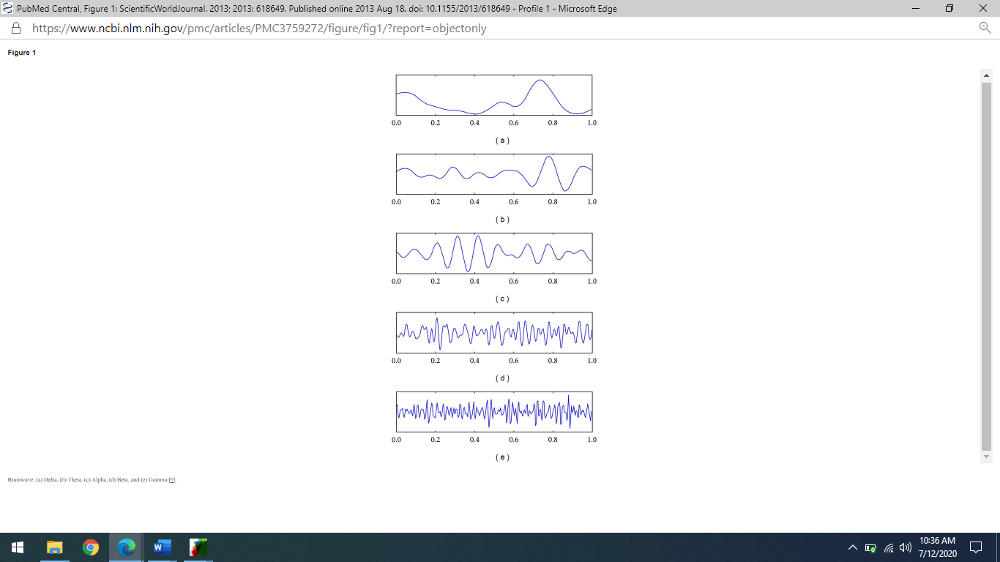 PubMed Central, Figure 1: ScientificWorldJournal. 2013; 2013: 618649. Published online 2013 Aug 18. doi: 10.1155/2013/618649 - Profile 1 - Microsoft Edge
https://www.ncbi.nlm.nih.gov/pmc/articles/PMC3759272/figure/fig1/?report=objectonly
Figure 1
0.0 0.2 0.4 0.6 0.8 1.0
( a )
0.0 0.2 0.4 0.6 0.8 1.0
( b )
0.0 0.2 0.4 0.6 0.8 1.0
( c )
0.0 0.2 0.4 0.6 0.8 1.0
( d )
0.0 0.2 0.4 0.6 0.8 1.0
( e )
Brainwave: (a) Delta, (b) Theta, (c) Alpha, (d) Beta, and (e) Gamma [9].
W
10:36 AM
7/12/2020